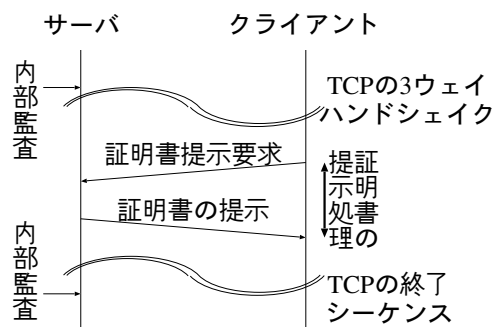 サーバ
クライアント
内部監査
TCPの3ウェイ
ハンドシェイク
証明書提示要求
証明書の
提示処理
証明書の提示
内部監査
TCPの終了
シーケンス